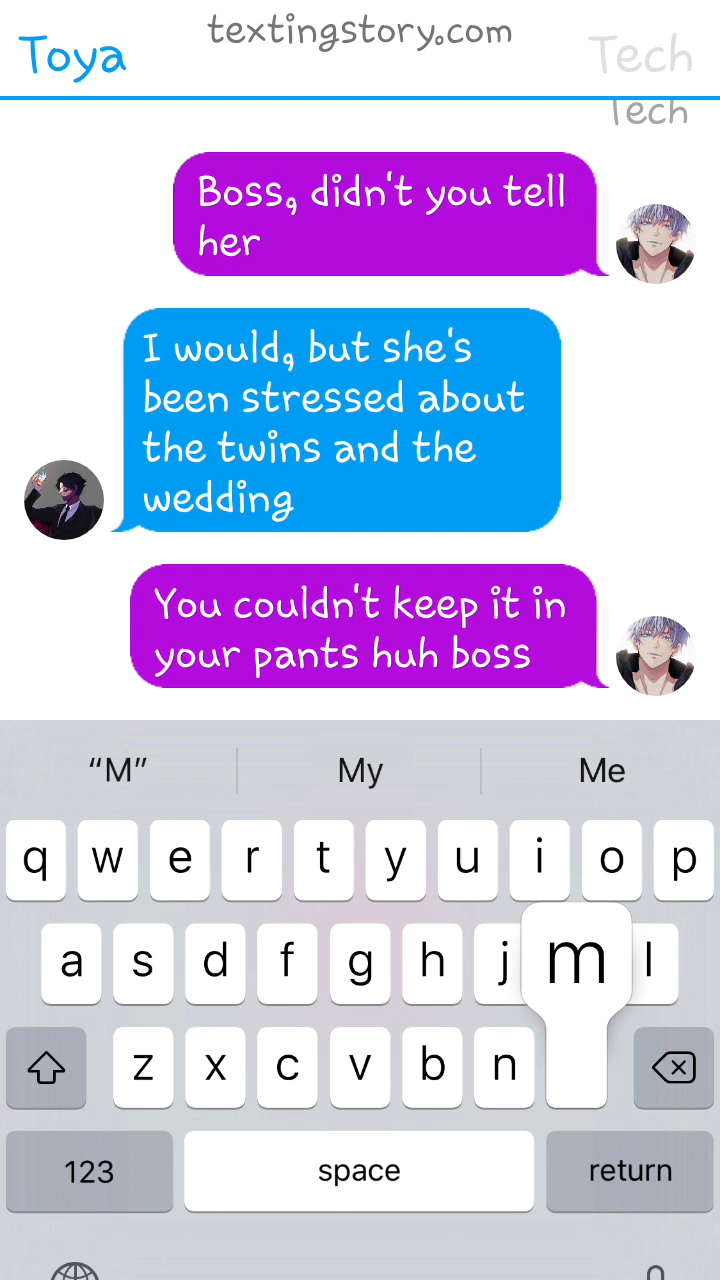 textingstory.com
Toya
Tech
Tech
Boss, didn't you tell
her
I would, but she's
been stressed about
the twins and the
wedding
You couldn't keep it in
your pants huh boss
“M”
My
Me
q w e r t y u i o p
a s d f g h j l
m
z x c v b n
123
space
return